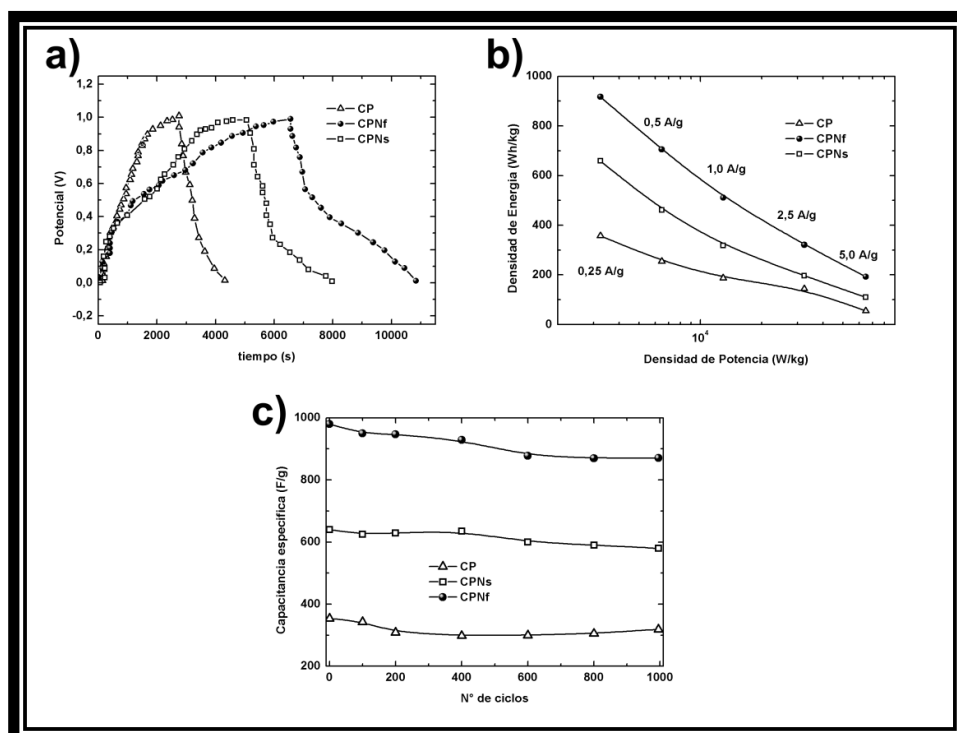 a)
1,2
1,0
0,8
0,6
0,4
0,2
0,0
-0,2
Potencial (V)
CP
CPNf
CPNs
0 2000 4000 6000 8000 10000
tiempo (s)
b)
1000
800
600
400
200
0
Densidad de Energia (Wh/kg)
0,5 A/g
1,0 A/g
2,5 A/g
5,0 A/g
0,25 A/g
CP
CPNf
CPNs
10⁴
Densidad de Potencia (W/kg)
c)
1000
800
600
400
200
Capacitancia especifica (F/g)
CP
CPNs
CPNf
0 200 400 600 800 1000
N° de ciclos